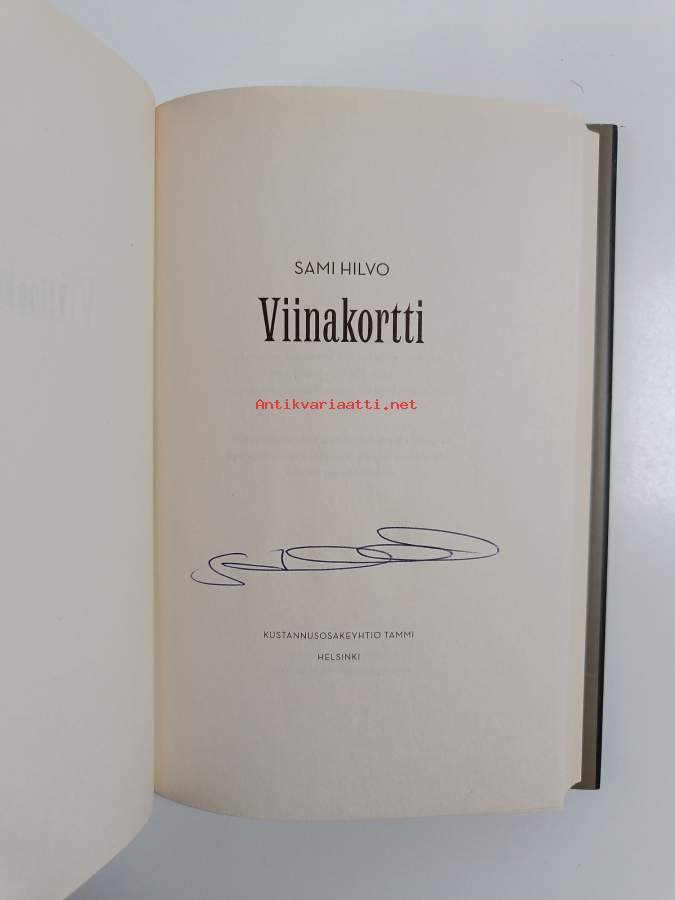 SAMI HILVO
Viinakortti
Antikvariaatti.net
KUSTANNUSOSAKEYHTIÖ TAMMI
HELSINKI